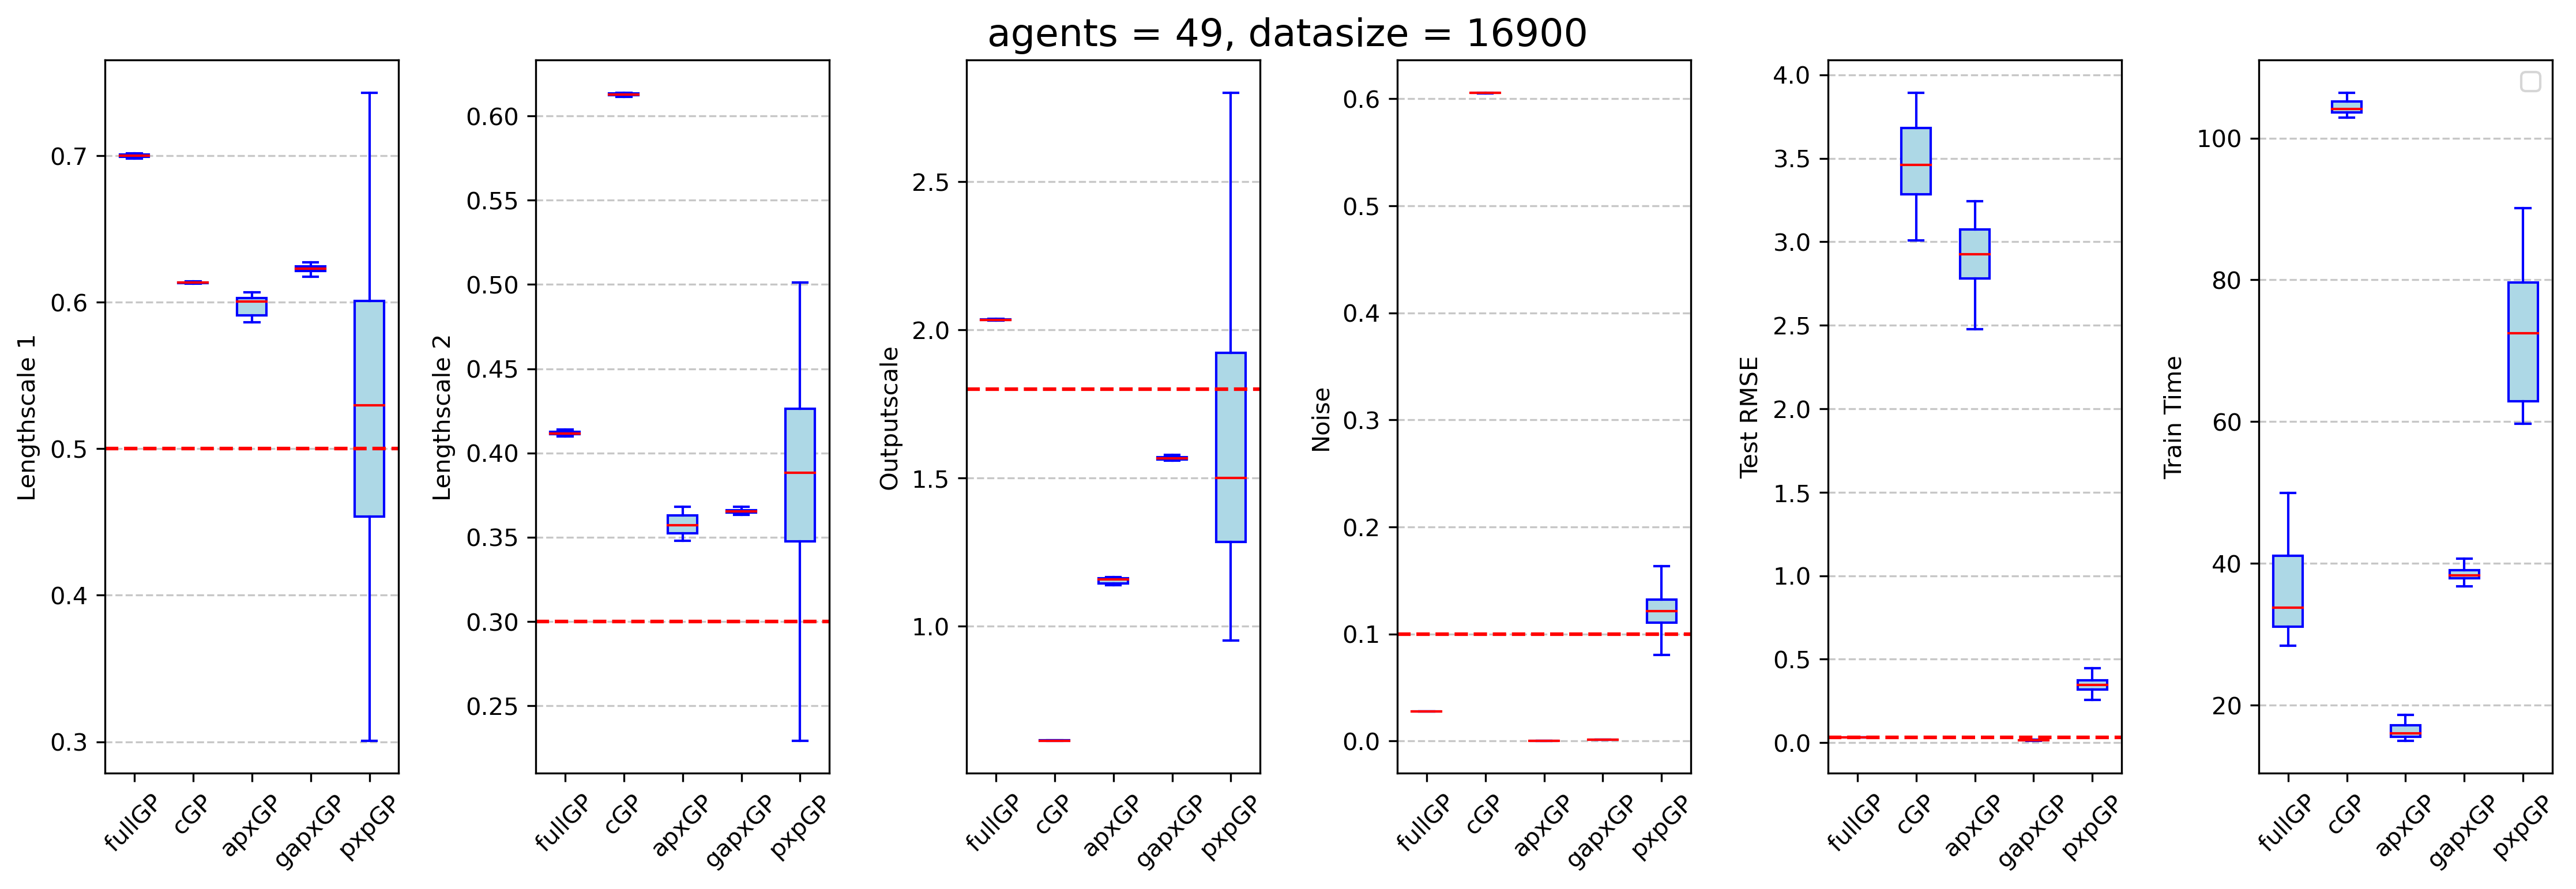 agents = 49, datasize = 16900
Lengthscale 1
0.7
0.6
0.5
0.4
0.3
fullGP
cGP
apxGP
gapxGP
pxpGP
Lengthscale 2
0.60
0.55
0.50
0.45
0.40
0.35
0.30
0.25
fullGP
cGP
apxGP
gapxGP
pxpGP
Outputscale
2.5
2.0
1.5
1.0
fullGP
cGP
apxGP
gapxGP
pxpGP
Noise
0.6
0.5
0.4
0.3
0.2
0.1
0.0
fullGP
cGP
apxGP
gapxGP
pxpGP
Test RMSE
4.0
3.5
3.0
2.5
2.0
1.5
1.0
0.5
0.0
fullGP
cGP
apxGP
gapxGP
pxpGP
Train Time
100
80
60
40
20
fullGP
cGP
apxGP
gapxGP
pxpGP